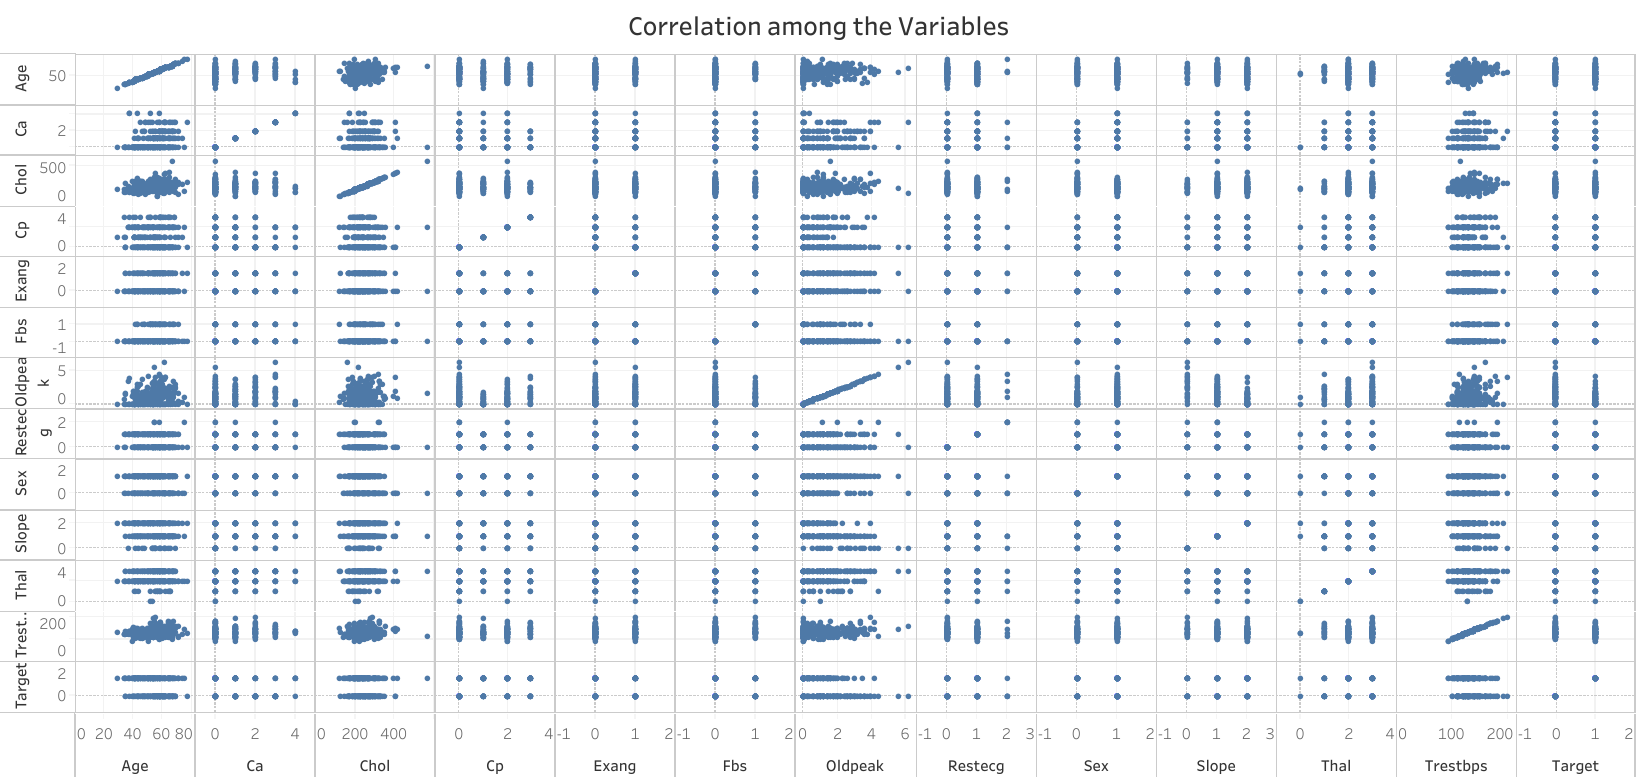 Correlation among the Variables
Age
50
Ca
2
Chol
500
0
Cp
4
0
Exang
2
0
Fbs
1
-1
Oldpea
k
5
0
Restec
g
2
0
Sex
2
0
Slope
2
0
Thal
4
0
Trest..
200
0
Target
2
0
0 20 40 60 80 0 2 4 0 200 400 0 2 4 -1 0 1 2 -1 0 1 2 0 2 4 6 -1 0 1 2 3 -1 0 1 2 -1 0 1 2 3 0 2 4 0 100 200 -1 0 1 2
Age Ca Chol Cp Exang Fbs Oldpeak Restecg Sex Slope Thal Trestbps Target